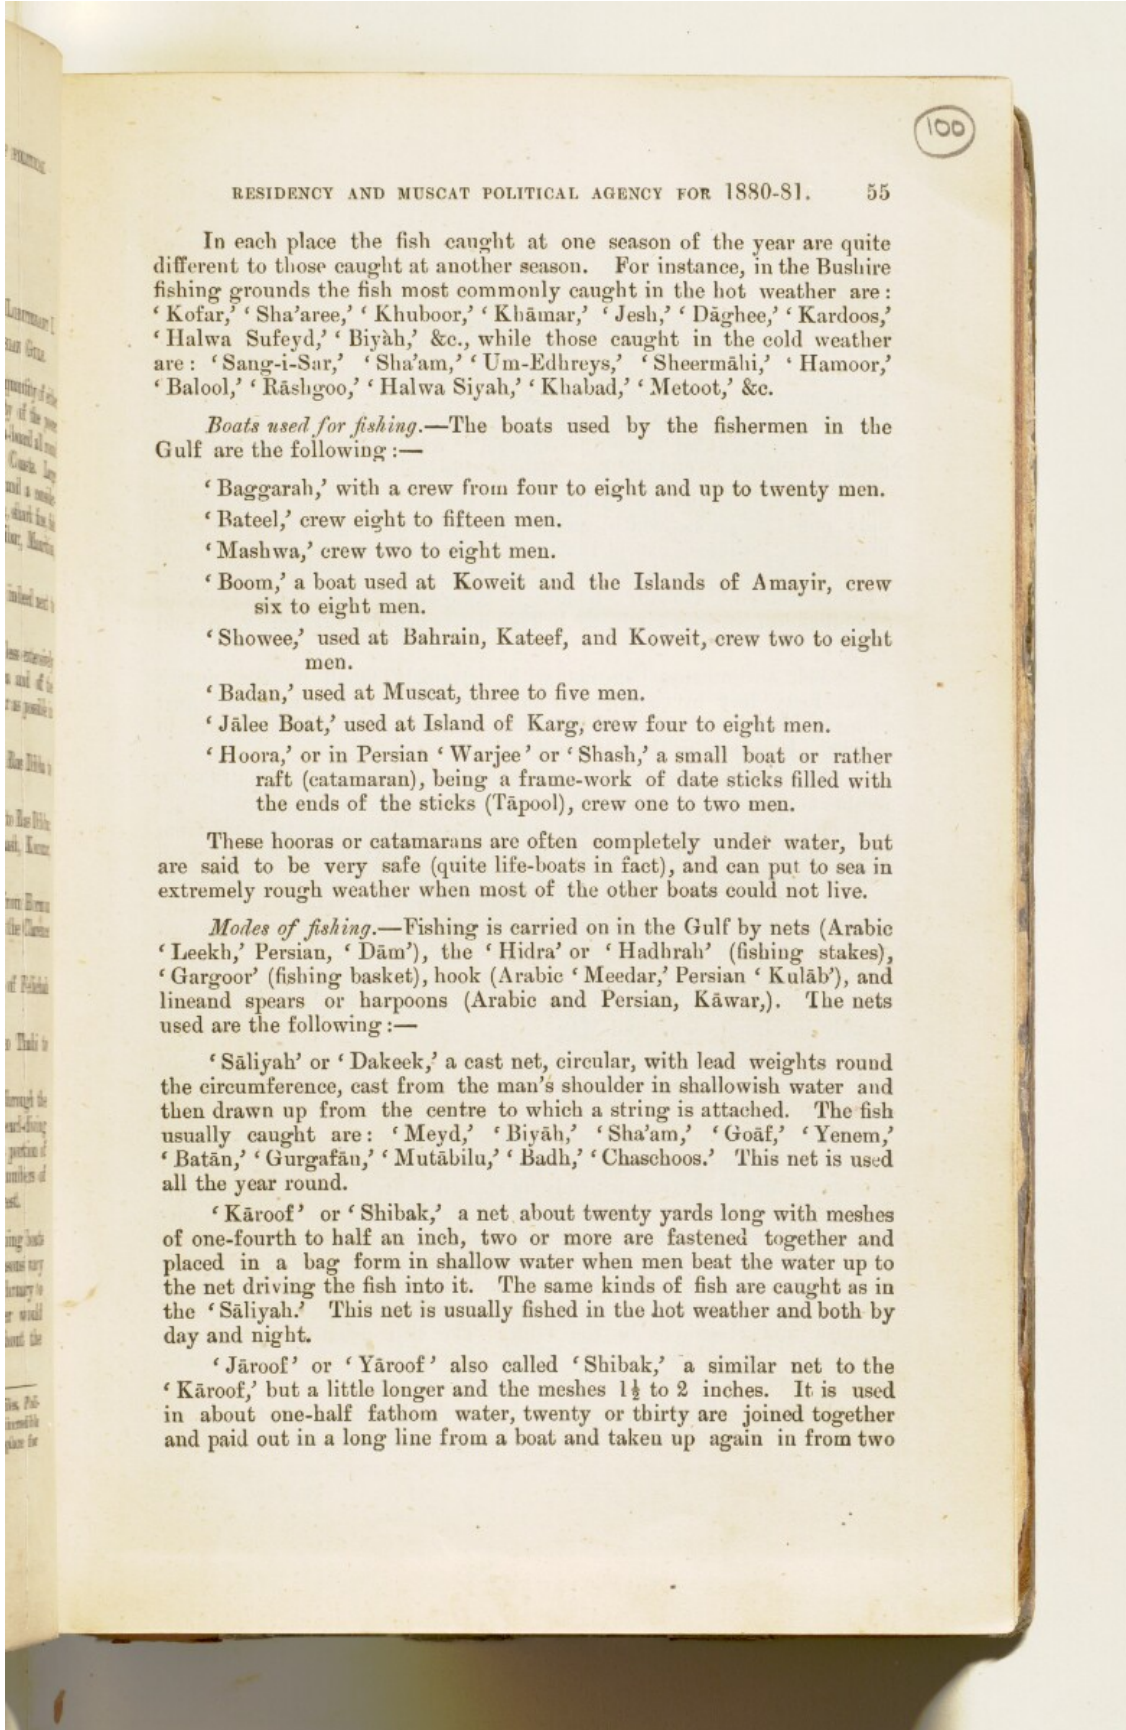 100
RESIDENCY AND MUSCAT POLITICAL AGENCY FOR 1880-81. 55
In each place the fish caught at one season of the year are quite
different to those caught at another season. For instance, in the Bushire
fishing grounds the fish most commonly caught in the hot weather are:
‘Kofar,’ ‘Sha’aree,’ ‘Khuboor,’ ‘Khāmar,’ ‘Jesh,’ ‘Dāghee,’ ‘Kardoos,’
‘Halwa Sufeyd,’ ‘Biyàh,’ &c., while those caught in the cold weather
are: ‘Sang-i-Sar,’ ‘Sha’am,’ ‘Um-Edhreys,’ ‘Sheermāhi,’ ‘Hamoor,’
‘Balool,’ ‘Rāshgoo,’ ‘Halwa Siyah,’ ‘Khabad,’ ‘Metoot,’ &c.
Boats used for fishing.—The boats used by the fishermen in the
Gulf are the following:—
‘Baggarah,’ with a crew from four to eight and up to twenty men.
‘Bateel,’ crew eight to fifteen men.
‘Mashwa,’ crew two to eight men.
‘Boom,’ a boat used at Koweit and the Islands of Amayir, crew
six to eight men.
‘Showee,’ used at Bahrain, Kateef, and Koweit, crew two to eight
men.
‘Badan,’ used at Muscat, three to five men.
‘Jālee Boat,’ used at Island of Karg, crew four to eight men.
‘Hoora,’ or in Persian ‘Warjee’ or ‘Shash,’ a small boat or rather
raft (catamaran), being a frame-work of date sticks filled with
the ends of the sticks (Tāpool), crew one to two men.
These hooras or catamarans are often completely under water, but
are said to be very safe (quite life-boats in fact), and can put to sea in
extremely rough weather when most of the other boats could not live.
Modes of fishing.—Fishing is carried on in the Gulf by nets (Arabic
‘Leekh,’ Persian, ‘Dām’), the ‘Hidra’ or ‘Hadhrah’ (fishing stakes),
‘Gargoor’ (fishing basket), hook (Arabic ‘Meedar,’ Persian ‘Kulāb’), and
lineand spears or harpoons (Arabic and Persian, Kāwar,). The nets
used are the following:—
‘Sāliyah’ or ‘Dakeek,’ a cast net, circular, with lead weights round
the circumference, cast from the man’s shoulder in shallowish water and
then drawn up from the centre to which a string is attached. The fish
usually caught are: ‘Meyd,’ ‘Biyāh,’ ‘Sha’am,’ ‘Goāf,’ ‘Yenem,’
‘Batān,’ ‘Gurgafān,’ ‘Mutābilu,’ ‘Badh,’ ‘Chaschoos.’ This net is used
all the year round.
‘Kāroof’ or ‘Shibak,’ a net about twenty yards long with meshes
of one-fourth to half an inch, two or more are fastened together and
placed in a bag form in shallow water when men beat the water up to
the net driving the fish into it. The same kinds of fish are caught as in
the ‘Sāliyah.’ This net is usually fished in the hot weather and both by
day and night.
‘Jāroof’ or ‘Yāroof’ also called ‘Shibak,’ a similar net to the
‘Kāroof,’ but a little longer and the meshes 1½ to 2 inches. It is used
in about one-half fathom water, twenty or thirty are joined together
and paid out in a long line from a boat and taken up again in from two